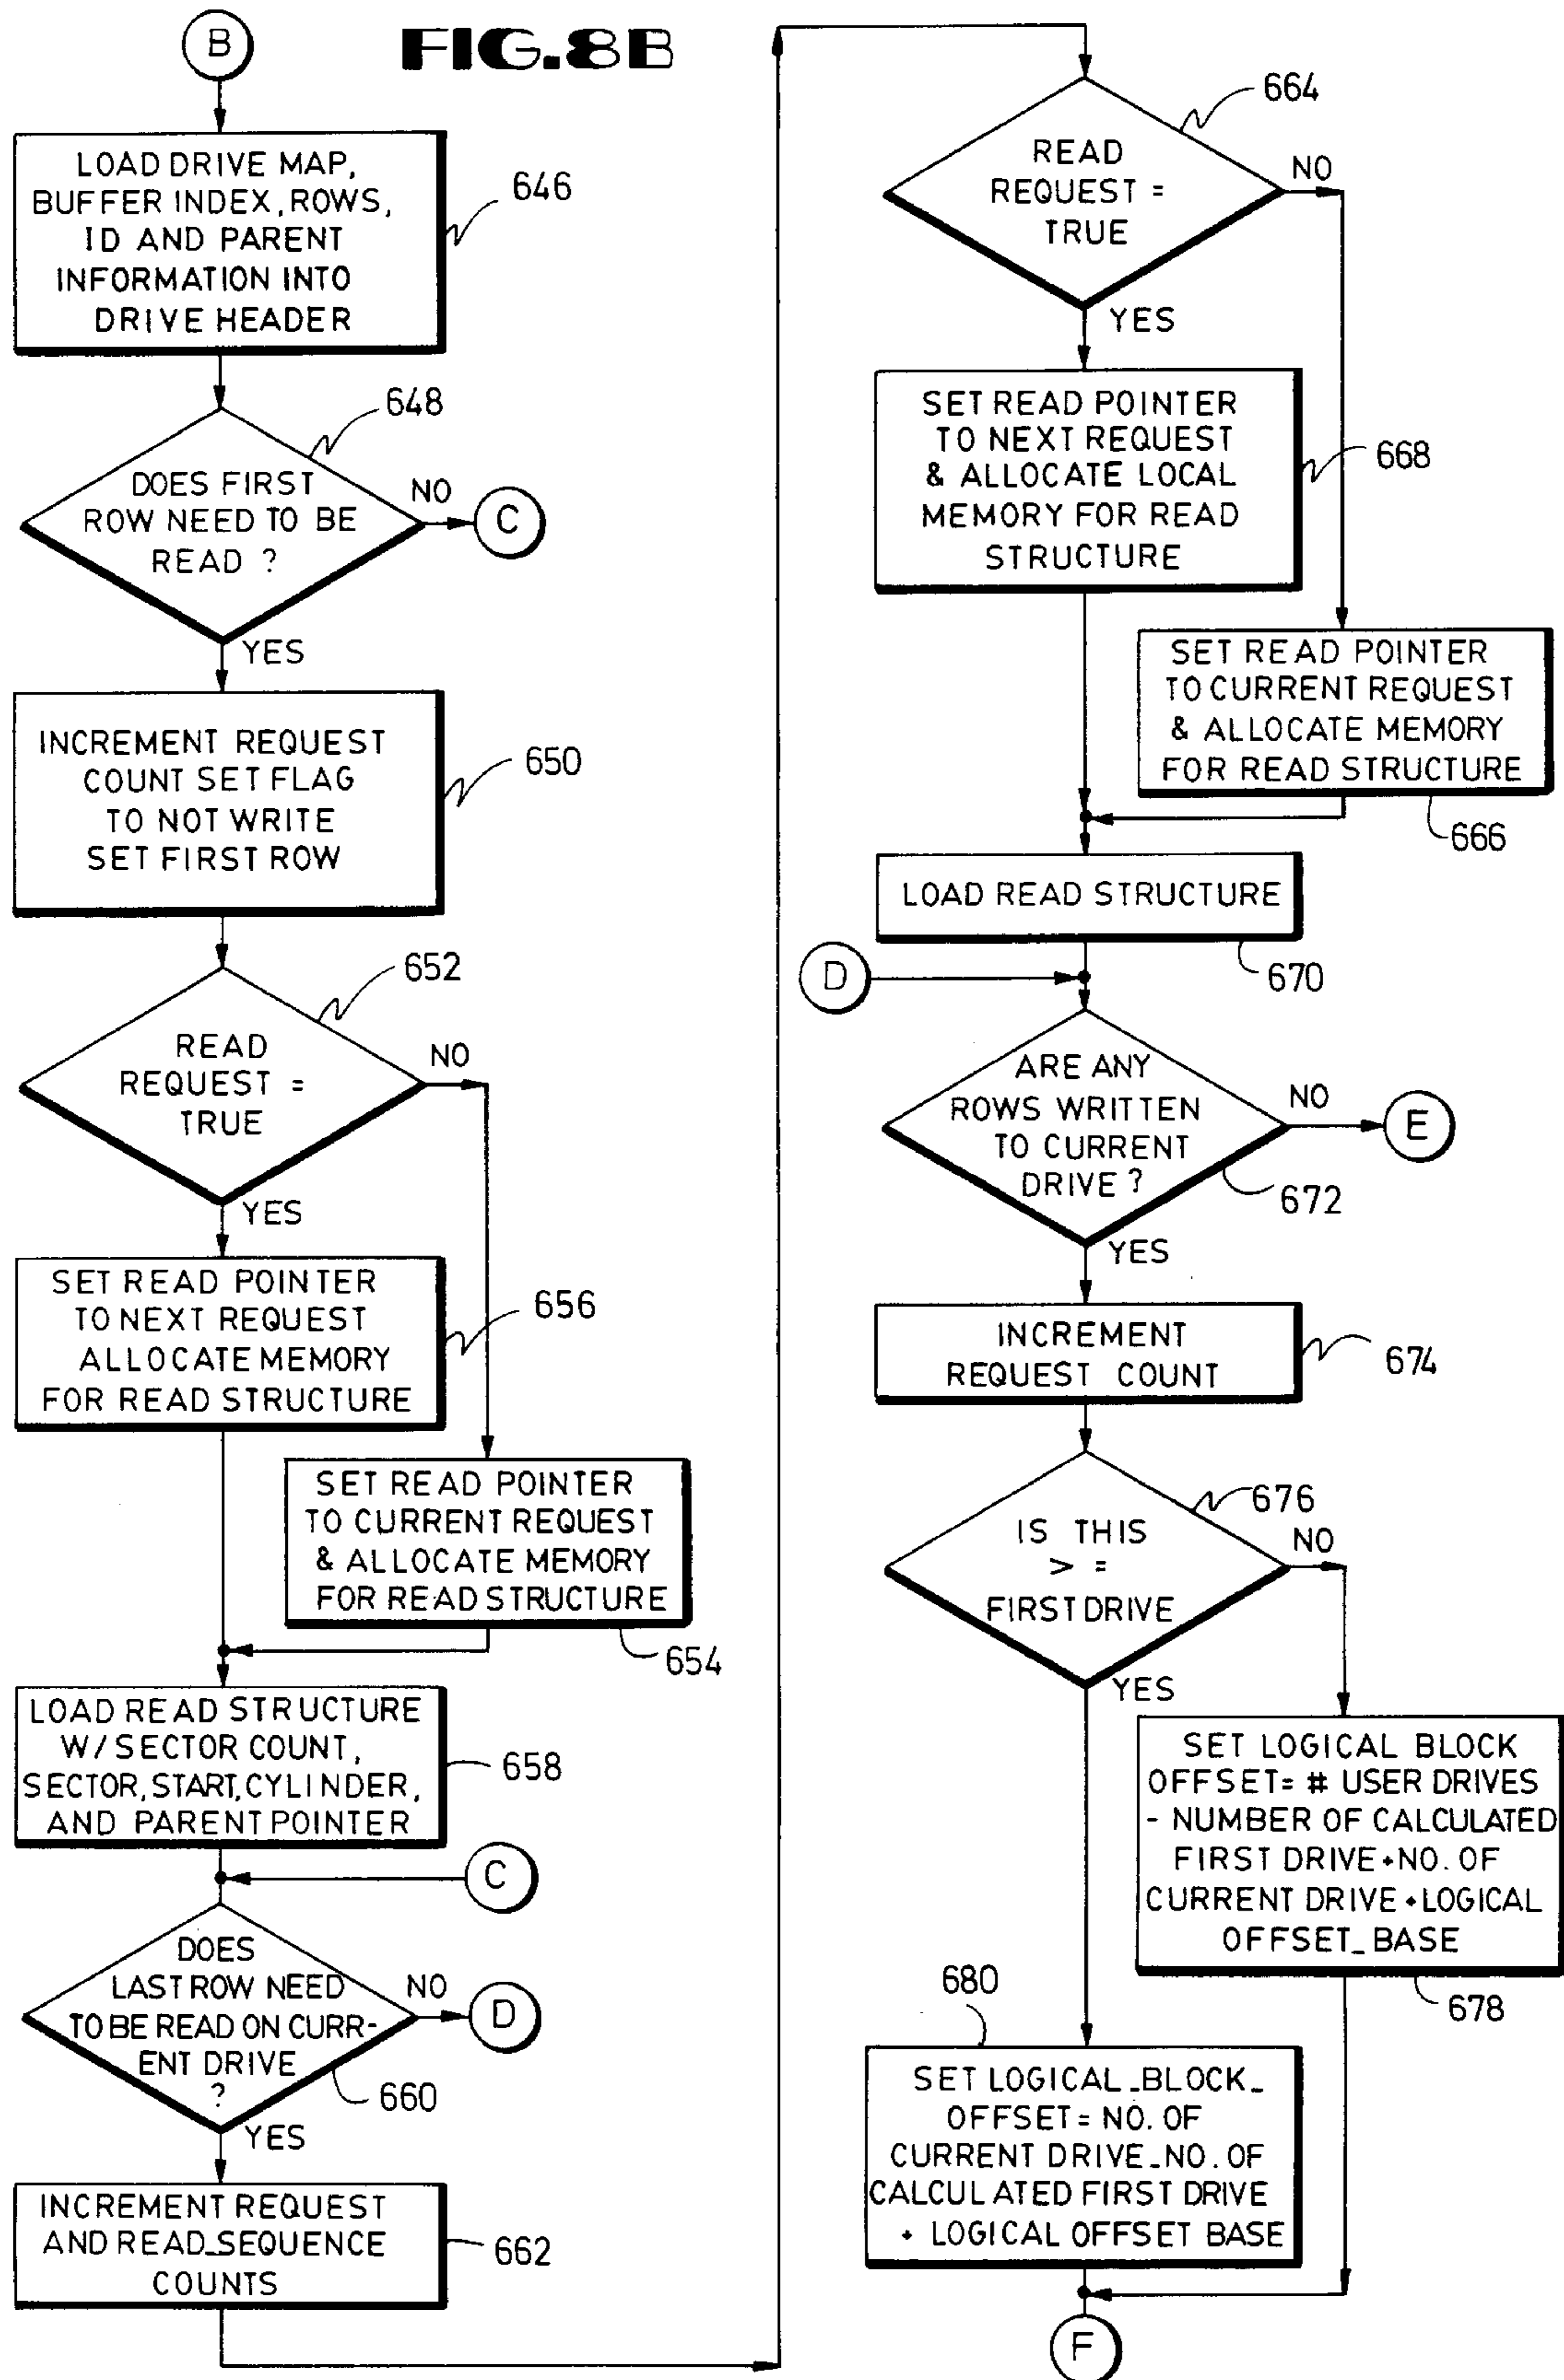 FIG.8B
B
LOAD DRIVE MAP,
BUFFER INDEX, ROWS,
ID AND PARENT
INFORMATION INTO
DRIVE HEADER
646
648
DOES FIRST
ROW NEED TO BE
READ ?
NO
C
YES
INCREMENT REQUEST
COUNT SET FLAG
TO NOT WRITE
SET FIRST ROW
650
652
READ
REQUEST =
TRUE
NO
YES
SET READ POINTER
TO NEXT REQUEST
ALLOCATE MEMORY
FOR READ STRUCTURE
656
SET READ POINTER
TO CURRENT REQUEST
& ALLOCATE MEMORY
FOR READ STRUCTURE
654
LOAD READ STRUCTURE
W/ SECTOR COUNT,
SECTOR, START, CYLINDER,
AND PARENT POINTER
658
C
DOES
LAST ROW NEED
TO BE READ ON CURR-
ENT DRIVE
?
NO
D
660
YES
INCREMENT REQUEST
AND READ_SEQUENCE
COUNTS
662
664
READ
REQUEST =
TRUE
NO
YES
SET READ POINTER
TO NEXT REQUEST
& ALLOCATE LOCAL
MEMORY FOR READ
STRUCTURE
668
SET READ POINTER
TO CURRENT REQUEST
& ALLOCATE MEMORY
FOR READ STRUCTURE
666
LOAD READ STRUCTURE
670
D
ARE ANY
ROWS WRITTEN
TO CURRENT
DRIVE ?
NO
E
672
YES
INCREMENT
REQUEST COUNT
674
676
IS THIS
> =
FIRST DRIVE
NO
YES
SET LOGICAL BLOCK
OFFSET = # USER DRIVES
- NUMBER OF CALCULATED
FIRST DRIVE + NO. OF
CURRENT DRIVE + LOGICAL
OFFSET_BASE
678
680
SET LOGICAL_BLOCK_
OFFSET = NO. OF
CURRENT DRIVE_NO. OF
CALCULATED FIRST DRIVE
+ LOGICAL OFFSET BASE
F